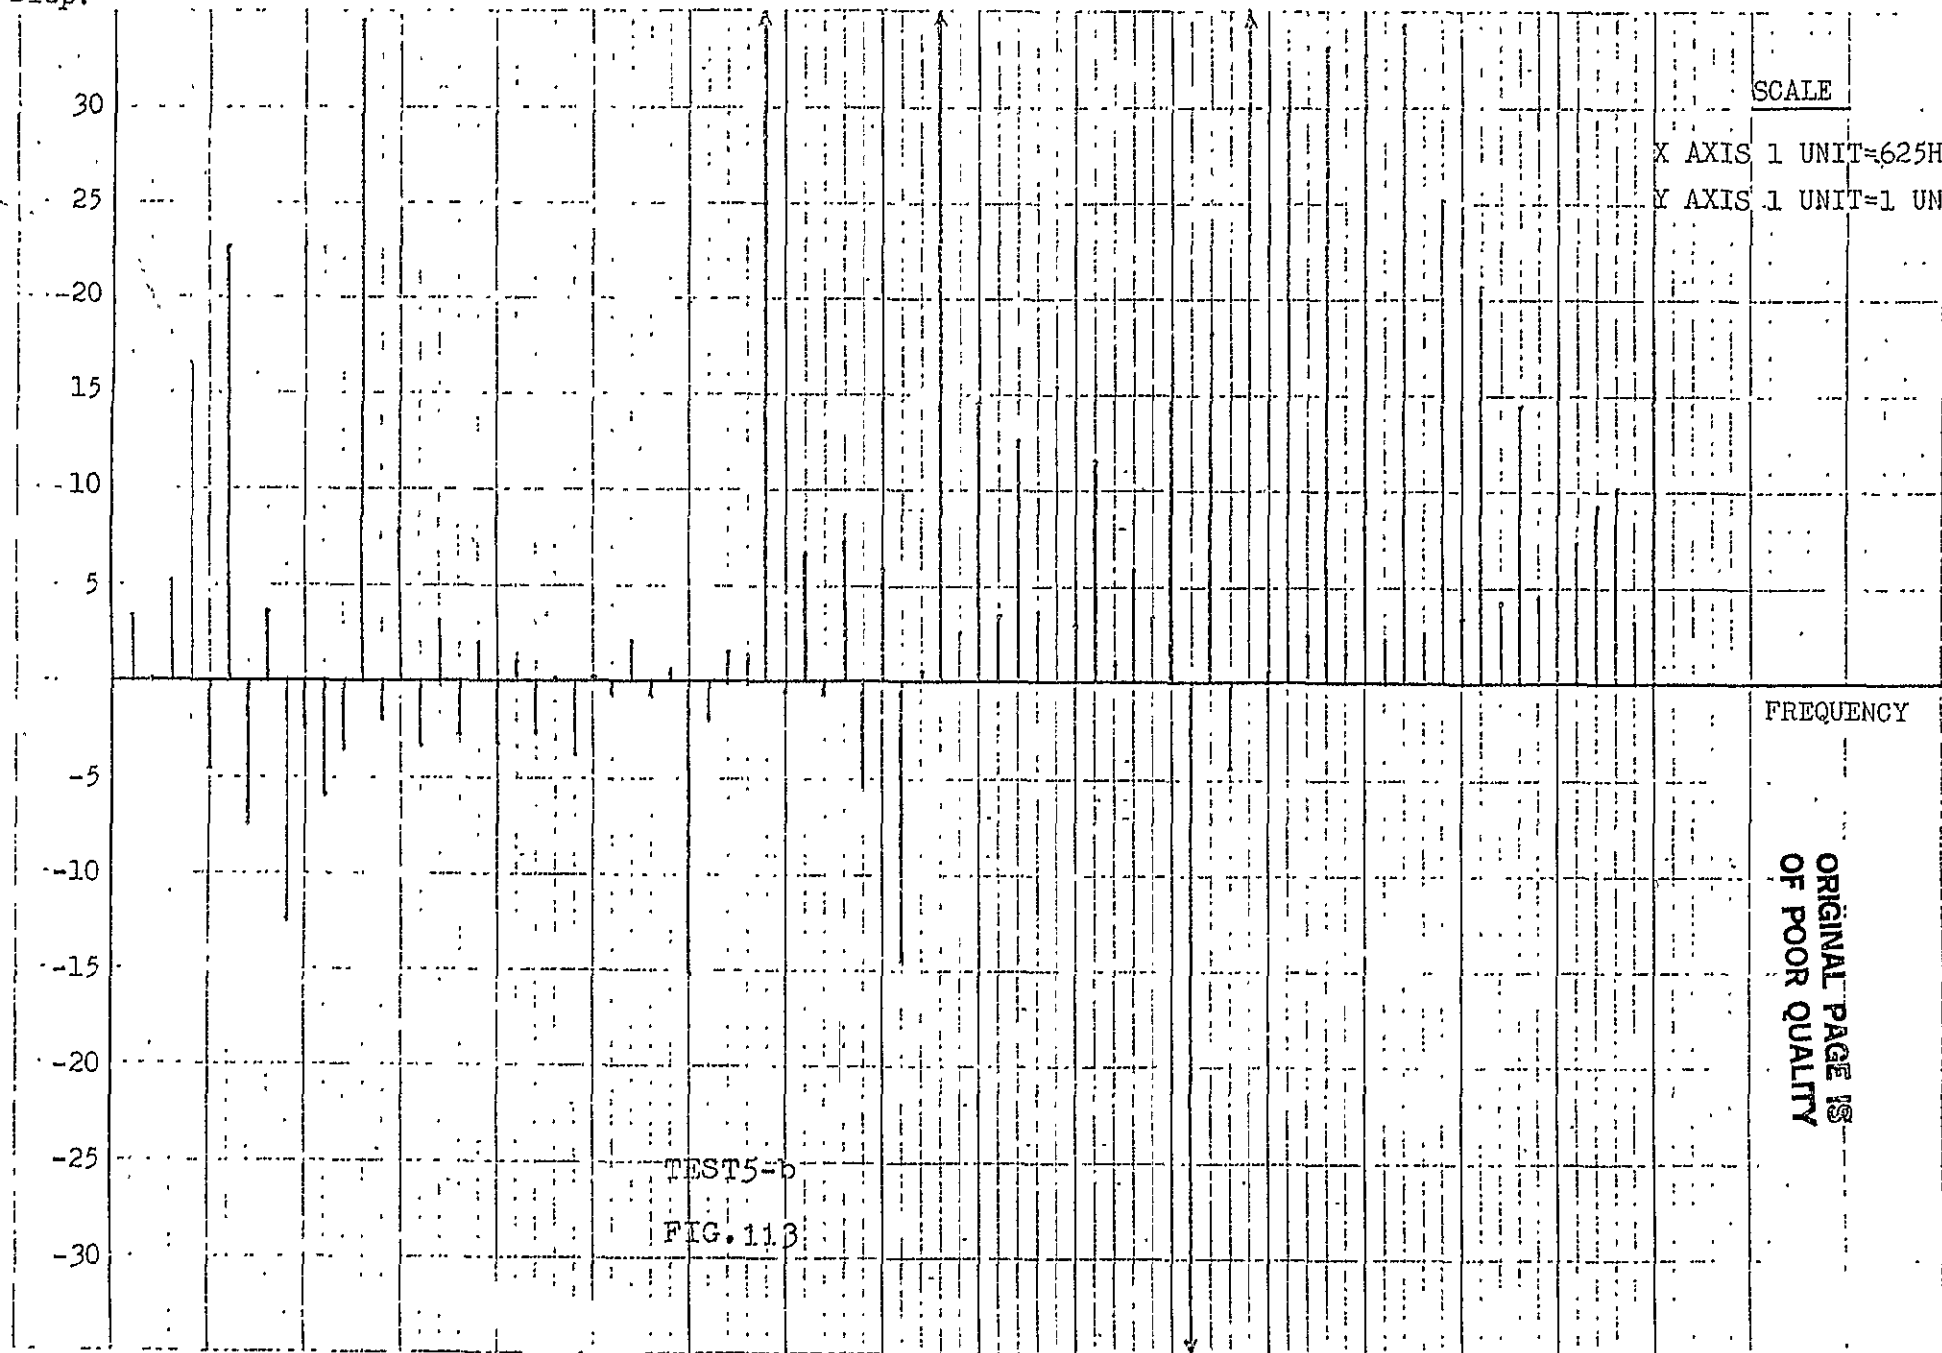 Disp.
SCALE
X AXIS 1 UNIT=625H
Y AXIS 1 UNIT=1 UN
30
25
20
15
10
5
FREQUENCY
-5
-10
-15
-20
-25
-30
TEST5-b
FIG.113
ORIGINAL PAGE IS
OF POOR QUALITY